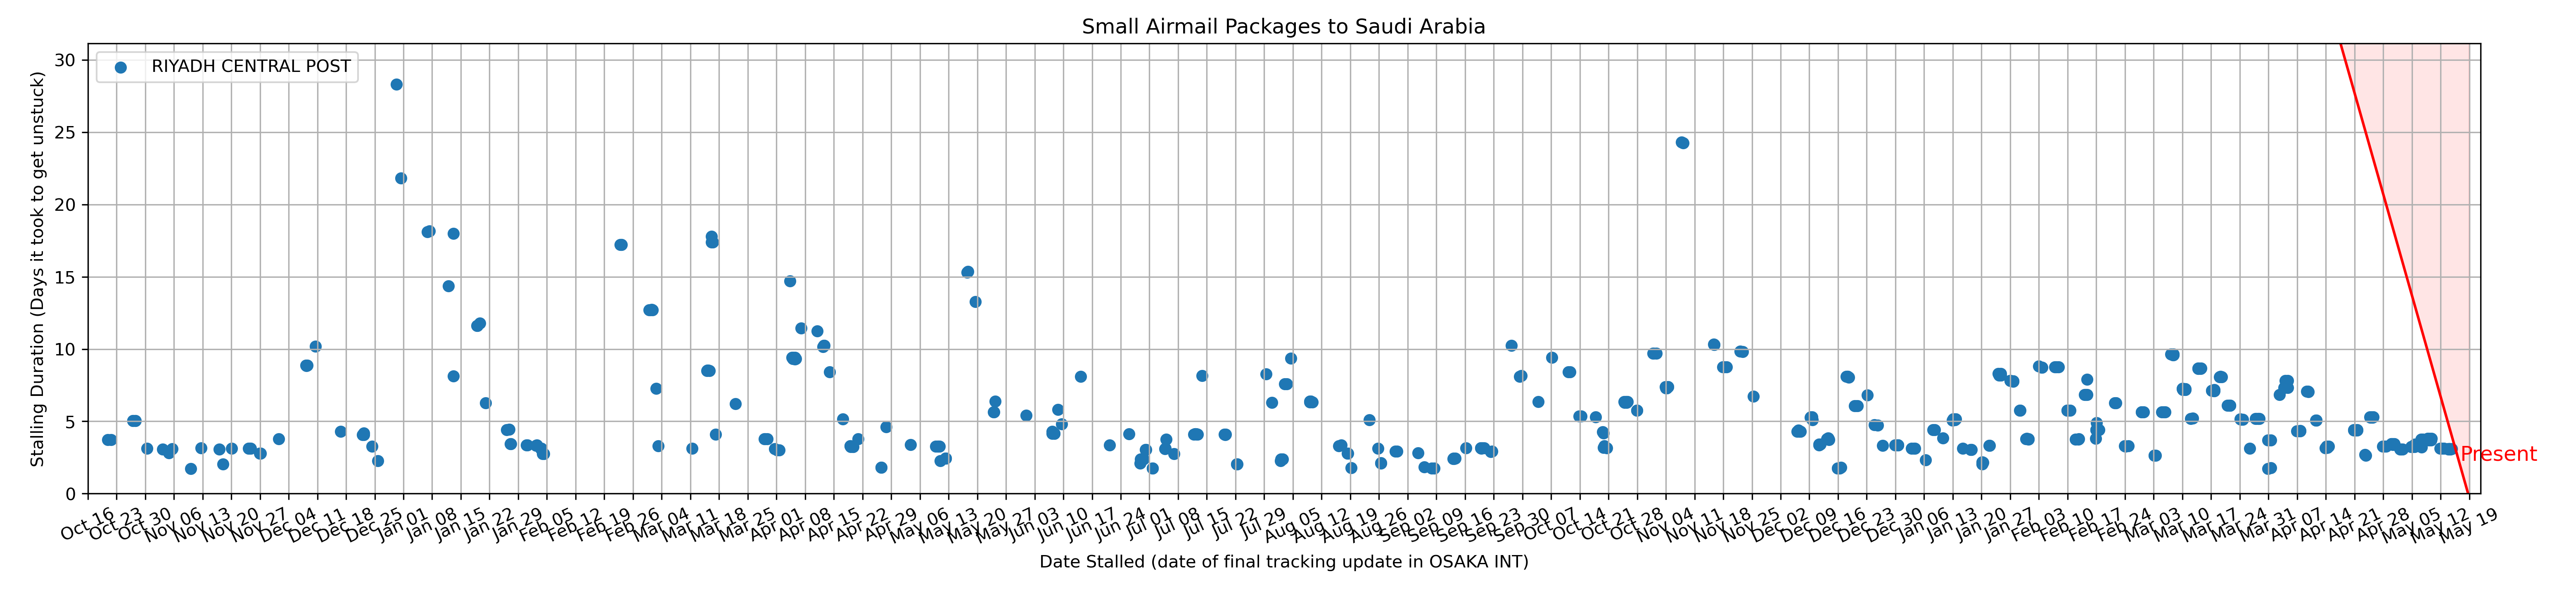 Small Airmail Packages to Saudi Arabia
RIYADH CENTRAL POST
Stalling Duration (Days it took to get unstuck)
30
25
20
15
10
5
0
Present
Oct 16 Oct 23 Oct 30 Nov 06 Nov 13 Nov 20 Nov 27 Dec 04 Dec 11 Dec 18 Dec 25 Jan 01 Jan 08 Jan 15 Jan 22 Jan 29 Feb 05 Feb 12 Feb 19 Feb 26 Mar 04 Mar 11 Mar 18 Mar 25 Apr 01 Apr 08 Apr 15 Apr 22 Apr 29 May 06 May 13 May 20 May 27 Jun 03 Jun 10 Jun 17 Jun 24 Jul 01 Jul 08 Jul 15 Jul 22 Jul 29 Aug 05 Aug 12 Aug 19 Aug 26 Sep 02 Sep 09 Sep 16 Sep 23 Sep 30 Oct 07 Oct 14 Oct 21 Oct 28 Nov 04 Nov 11 Nov 18 Nov 25 Dec 02 Dec 09 Dec 16 Dec 23 Dec 30 Jan 06 Jan 13 Jan 20 Jan 27 Feb 03 Feb 10 Feb 17 Feb 24 Mar 03 Mar 10 Mar 17 Mar 24 Mar 31 Apr 07 Apr 14 Apr 21 Apr 28 May 05 May 12 May 19
Date Stalled (date of final tracking update in OSAKA INT)